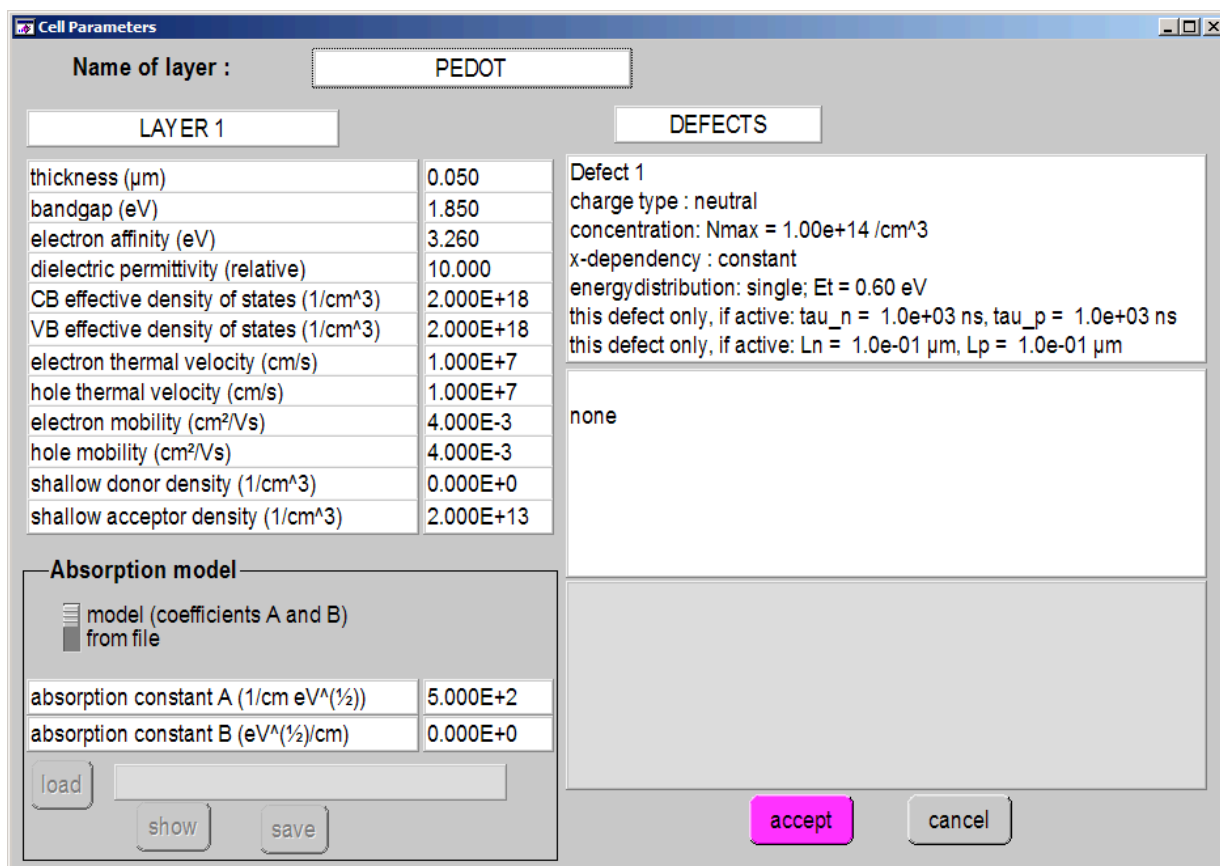 Cell Parameters
Name of layer : PEDOT
LAYER 1
thickness (µm) 0.050
bandgap (eV) 1.850
electron affinity (eV) 3.260
dielectric permittivity (relative) 10.000
CB effective density of states (1/cm^3) 2.000E+18
VB effective density of states (1/cm^3) 2.000E+18
electron thermal velocity (cm/s) 1.000E+7
hole thermal velocity (cm/s) 1.000E+7
electron mobility (cm²/Vs) 4.000E-3
hole mobility (cm²/Vs) 4.000E-3
shallow donor density (1/cm^3) 0.000E+0
shallow acceptor density (1/cm^3) 2.000E+13
Absorption model
model (coefficients A and B)
from file
absorption constant A (1/cm eV^(½)) 5.000E+2
absorption constant B (eV^(½)/cm) 0.000E+0
load
show save
DEFECTS
Defect 1
charge type : neutral
concentration: Nmax = 1.00e+14 /cm^3
x-dependency : constant
energydistribution: single; Et = 0.60 eV
this defect only, if active: tau_n = 1.0e+03 ns, tau_p = 1.0e+03 ns
this defect only, if active: Ln = 1.0e-01 µm, Lp = 1.0e-01 µm
none
accept cancel